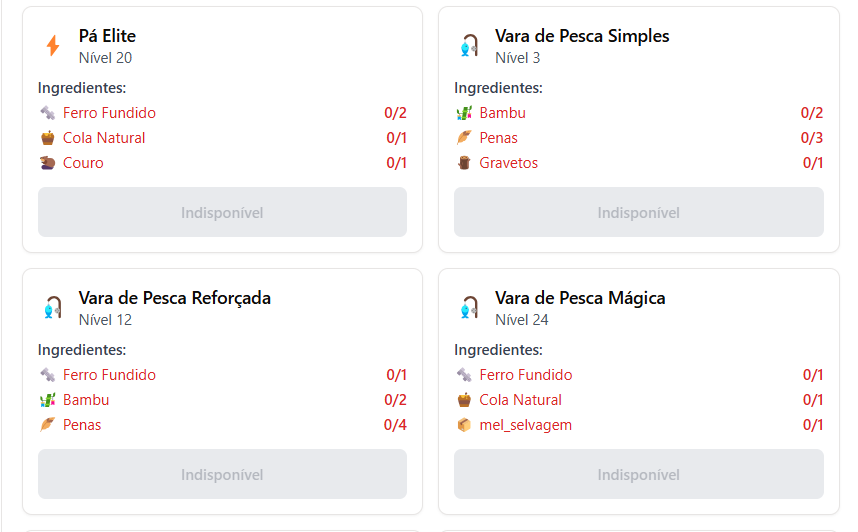 Pá Elite
Nível 20
Ingredientes:
Ferro Fundido 0/2
Cola Natural 0/1
Couro 0/1
Indisponível
Vara de Pesca Simples
Nível 3
Ingredientes:
Bambu 0/2
Penas 0/3
Gravetos 0/1
Indisponível
Vara de Pesca Reforçada
Nível 12
Ingredientes:
Ferro Fundido 0/1
Bambu 0/2
Penas 0/4
Indisponível
Vara de Pesca Mágica
Nível 24
Ingredientes:
Ferro Fundido 0/1
Cola Natural 0/1
mel_selvagem 0/1
Indisponível